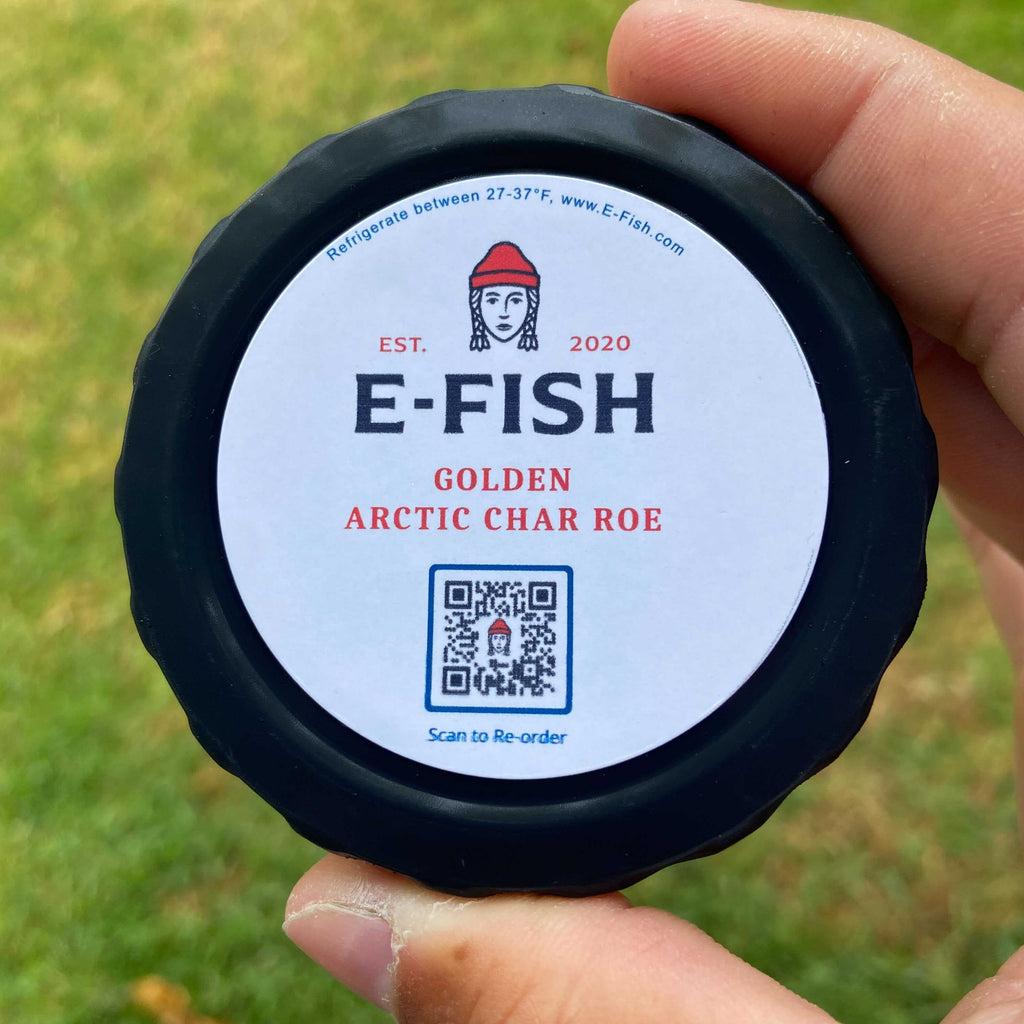 Refrigerate between 27-37°F, www.E-Fish.com
EST. 2020
E-FISH
GOLDEN
ARCTIC CHAR ROE
Scan to Re-order